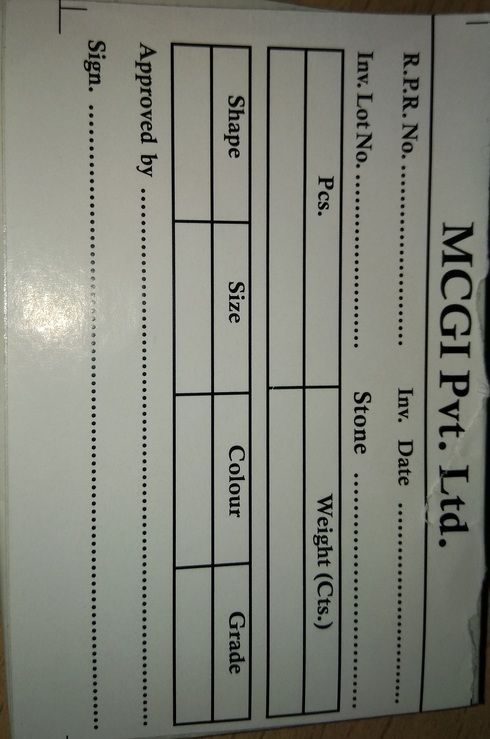 MCGI Pvt. Ltd.
R.P.R. No. .............................. Inv. Date ..............................
Inv. Lot No. .............................. Stone ..............................
Pcs. Weight (Cts.)
Shape Size Colour Grade
Approved by ............................................................
Sign. ............................................................